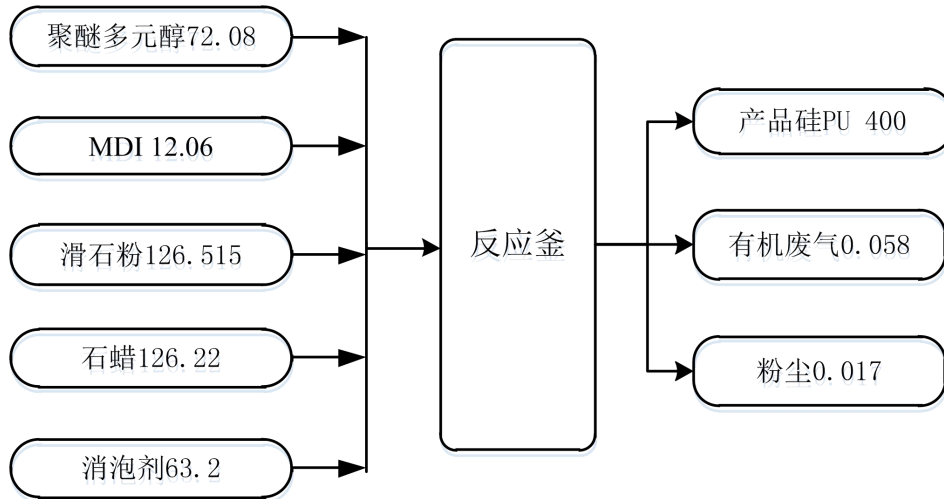 聚醚多元醇72.08
MDI 12.06
滑石粉126.515
石蜡126.22
消泡剂63.2
反应釜
产品硅PU 400
有机废气0.058
粉尘0.017